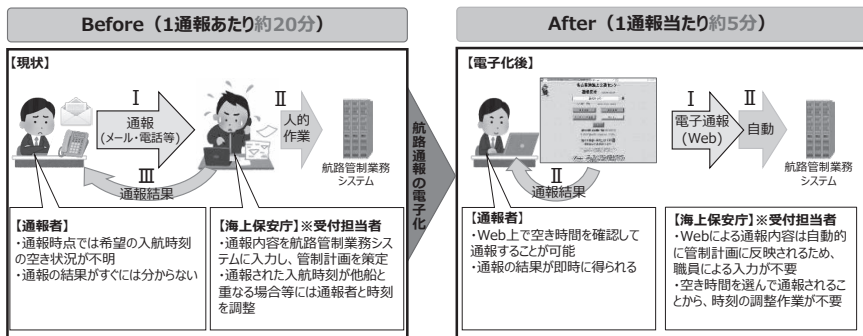 Before（1通報あたり約20分）
【現状】
Ⅰ
通報
(メール・電話等)
Ⅱ
人的
作業
航路管制業務
システム
Ⅲ
通報結果
【通報者】
・通報時点では希望の入航時刻
の空き状況が不明
・通報の結果がすぐには分からない
【海上保安庁】※受付担当者
・通報内容を航路管制業務シス
テムに入力し、管制計画を策定
・通報された入航時刻が他船と
重なる場合等には通報者と時刻
を調整
航路通報の電子化
After（1通報当たり約5分）
【電子化後】
Ⅰ
電子通報
(Web)
Ⅱ
自動
航路管制業務
システム
Ⅱ
通報結果
【通報者】
・Web上で空き時間を確認して
通報することが可能
・通報の結果が即時に得られる
【海上保安庁】※受付担当者
・Webによる通報内容は自動的
に管制計画に反映されるため、
職員による入力が不要
・空き時間を選んで通報されるこ
とから、時刻の調整作業が不要